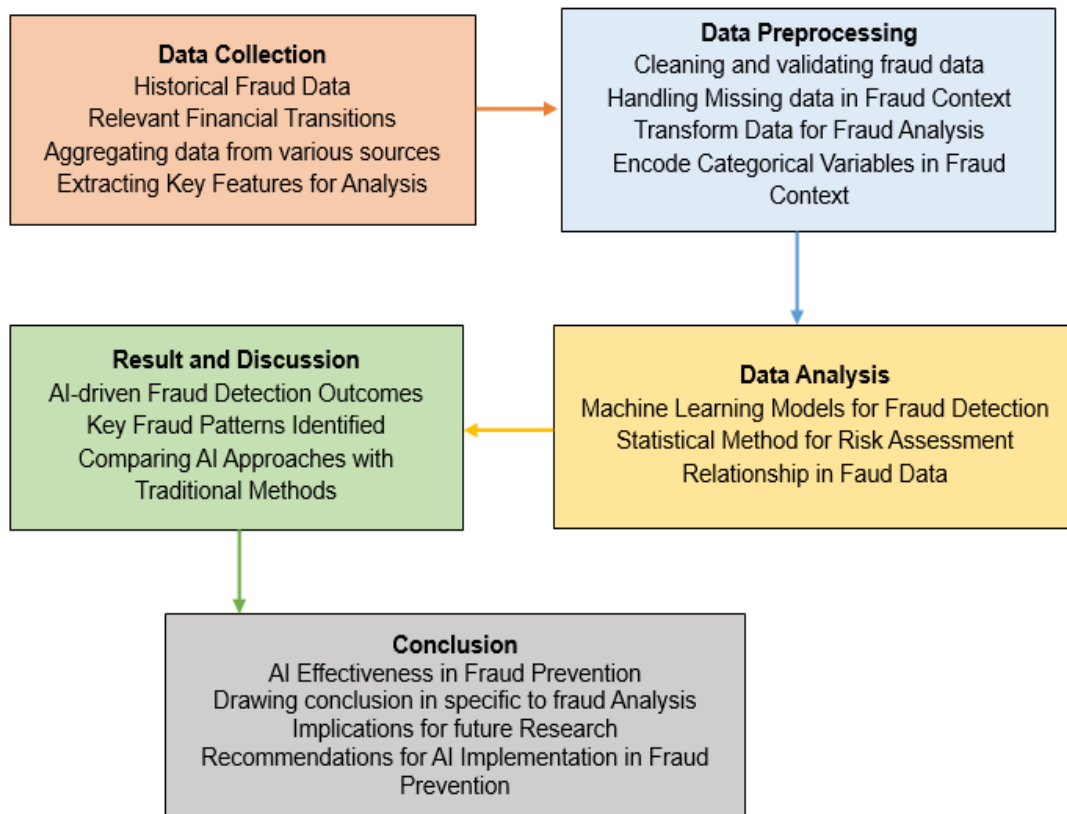 Data Collection
Historical Fraud Data
Relevant Financial Transitions
Aggregating data from various sources
Extracting Key Features for Analysis
Data Preprocessing
Cleaning and validating fraud data
Handling Missing data in Fraud Context
Transform Data for Fraud Analysis
Encode Categorical Variables in Fraud
Context
Data Analysis
Machine Learning Models for Fraud Detection
Statistical Method for Risk Assessment
Relationship in Faud Data
Result and Discussion
AI-driven Fraud Detection Outcomes
Key Fraud Patterns Identified
Comparing AI Approaches with
Traditional Methods
Conclusion
AI Effectiveness in Fraud Prevention
Drawing conclusion in specific to fraud Analysis
Implications for future Research
Recommendations for AI Implementation in Fraud
Prevention